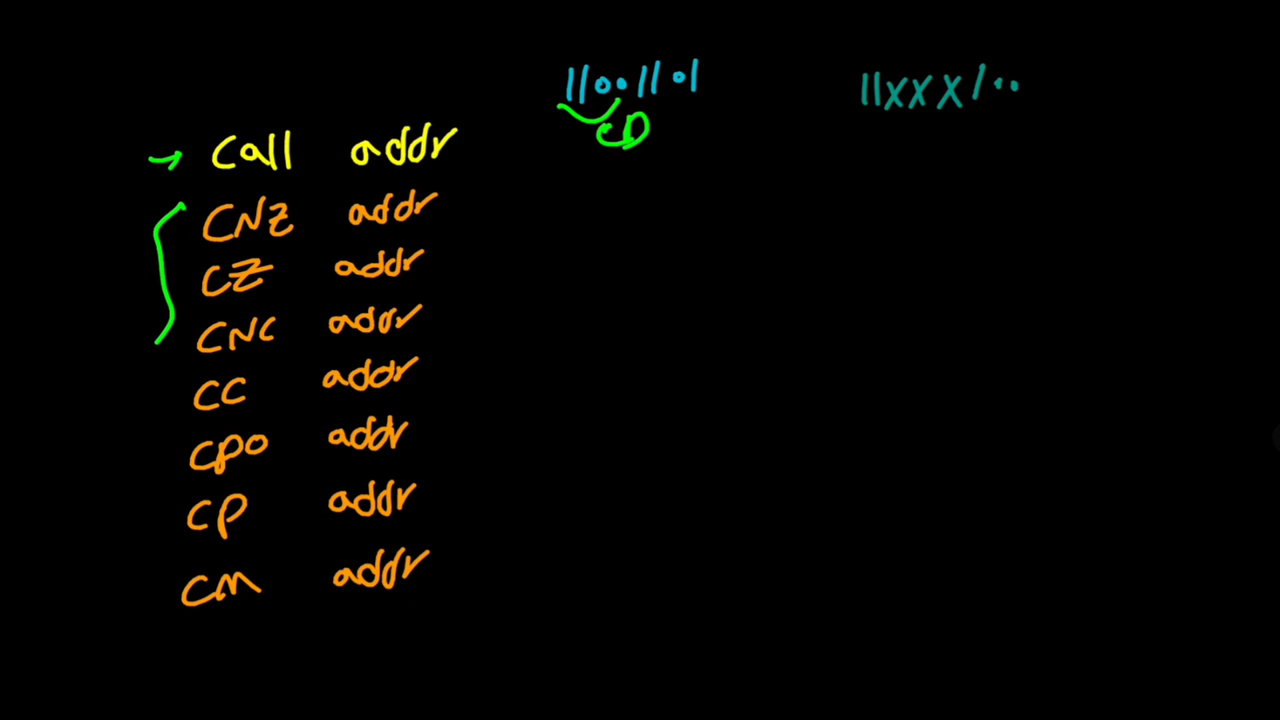 11001101
11XXX100
CD
→ Call addr
CNZ addr
CZ addr
CNC addr
CC addr
CPO addr
CP addr
CM addr